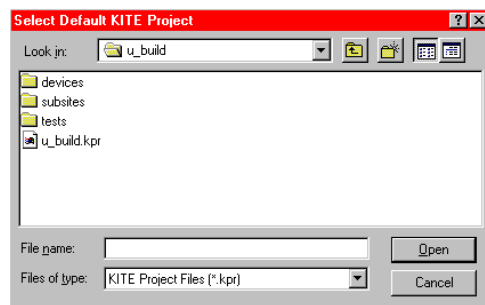 Select Default KITE Project
Look in: u_build
devices
subsites
tests
u_build.kpr
File name: Open
Files of type: KITE Project Files (*.kpr) Cancel